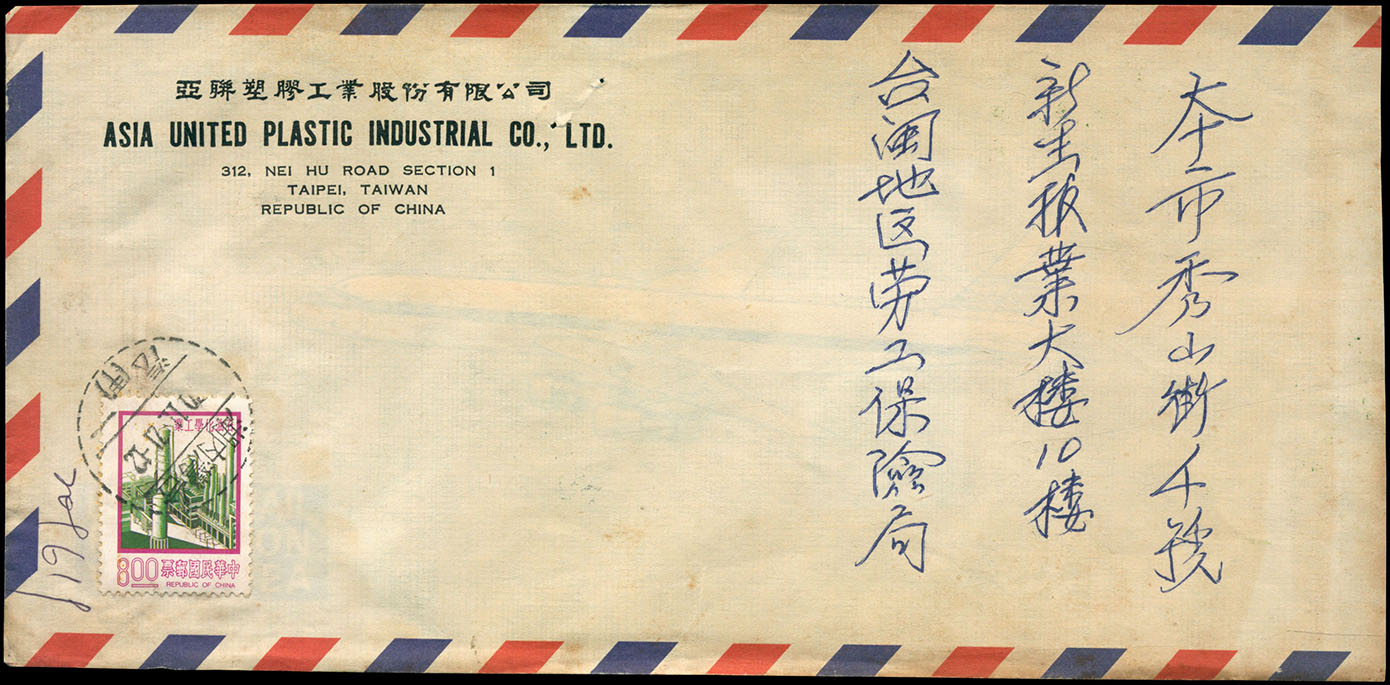 亞聯塑膠工業股份有限公司
ASIA UNITED PLASTIC INDUSTRIAL CO., LTD.
312, NEI HU ROAD SECTION 1
TAIPEI, TAIWAN
REPUBLIC OF CHINA
本市秀山街4號
新生報業大樓10樓
台閩地区劳工保險局
8.00 票郵國民華中
REPUBLIC OF CHINA